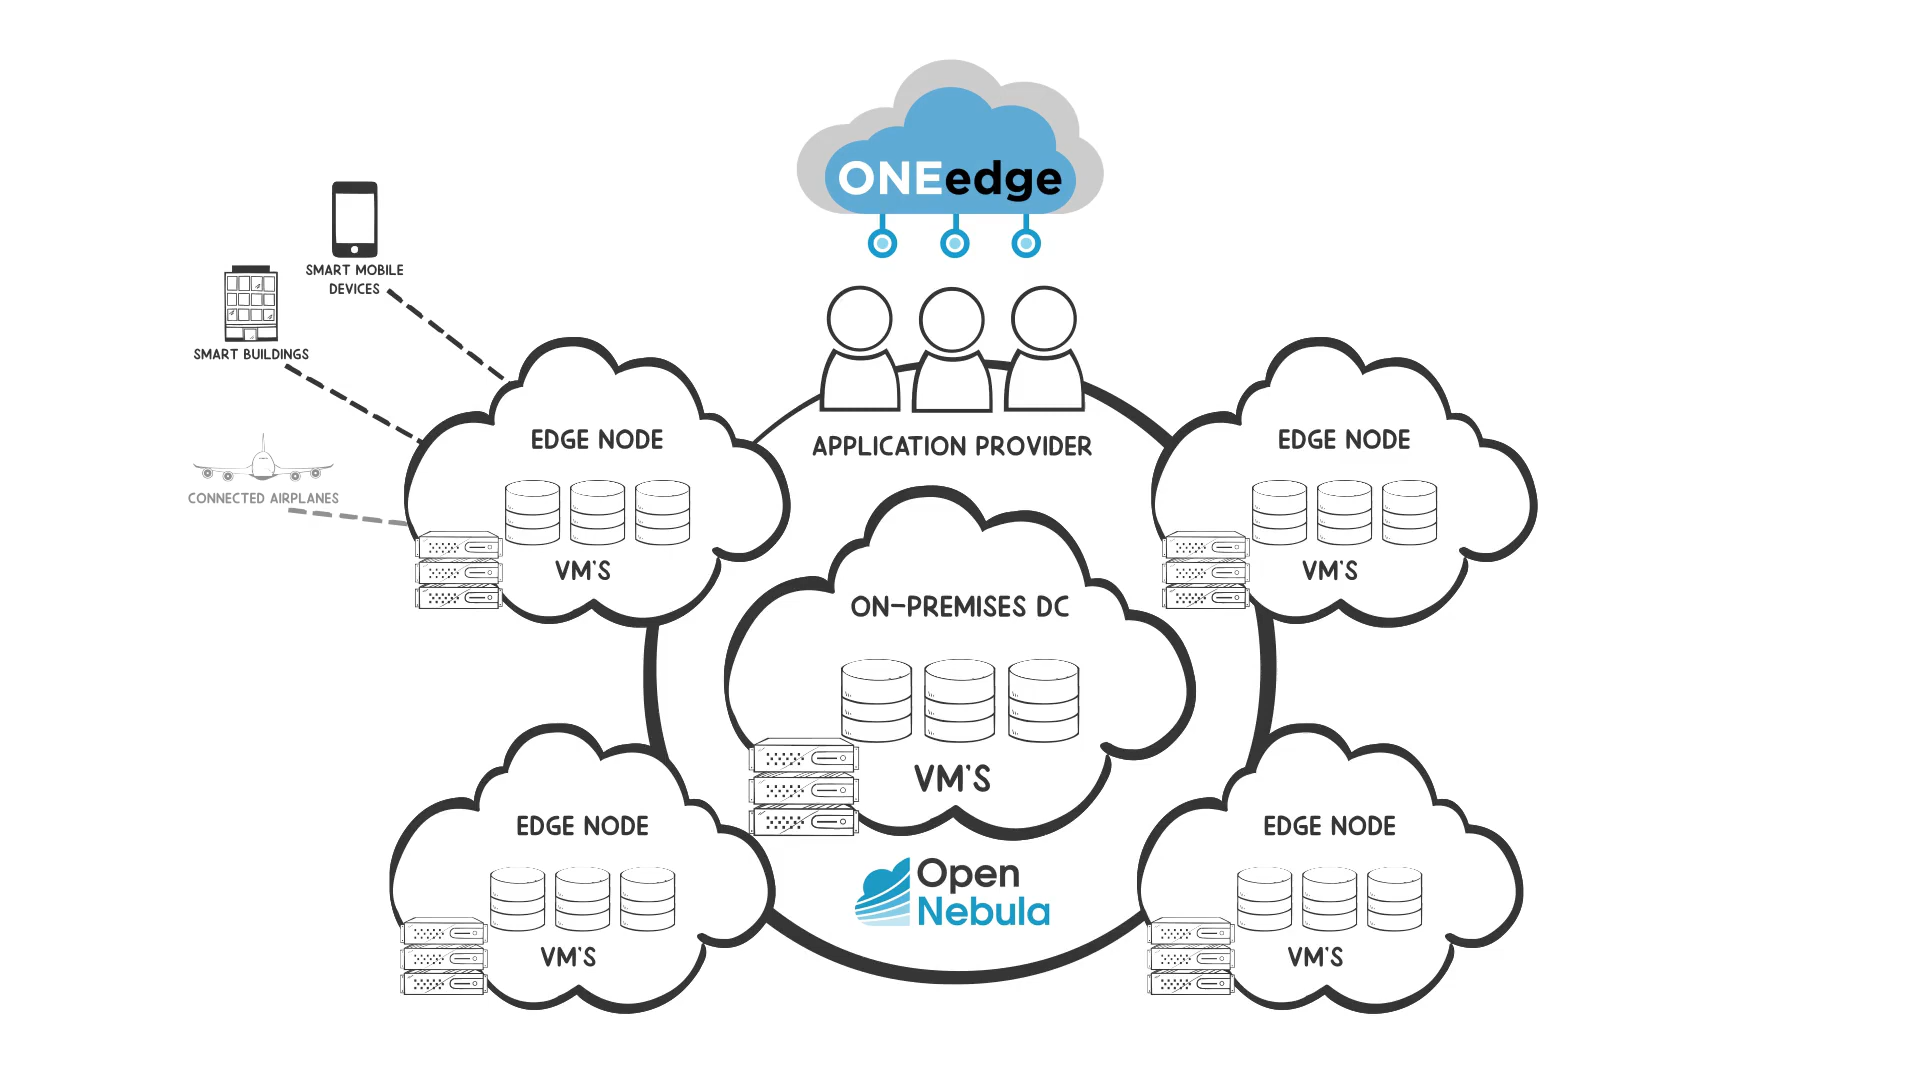 ONEedge
SMART MOBILE
DEVICES
SMART BUILDINGS
CONNECTED AIRPLANES
APPLICATION PROVIDER
EDGE NODE
VM'S
EDGE NODE
VM'S
ON-PREMISES DC
VM'S
EDGE NODE
VM'S
EDGE NODE
VM'S
Open
Nebula